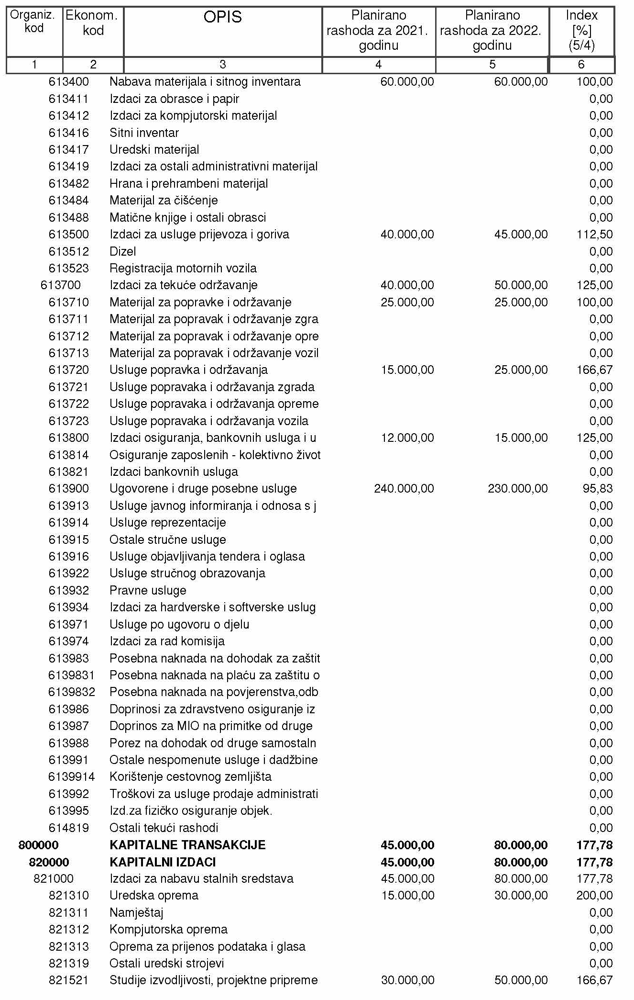 Organiz. kod Ekonom. kod OPIS Planirano rashoda za 2021. godinu Planirano rashoda za 2022. godinu Index [%] (5/4)
1 2 3 4 5 6
613400 Nabava materijala i sitnog inventara 60.000,00 60.000,00 100,00
613411 Izdaci za obrasce i papir 0,00
613412 Izdaci za kompjutorski materijal 0,00
613416 Sitni inventar 0,00
613417 Uredski materijal 0,00
613419 Izdaci za ostali administrativni materijal 0,00
613482 Hrana i prehrambeni materijal 0,00
613484 Materijal za čišćenje 0,00
613488 Matične knjige i ostali obrasci 0,00
613500 Izdaci za usluge prijevoza i goriva 40.000,00 45.000,00 112,50
613512 Dizel 0,00
613523 Registracija motornih vozila 0,00
613700 Izdaci za tekuće održavanje 40.000,00 50.000,00 125,00
613710 Materijal za popravke i održavanje 25.000,00 25.000,00 100,00
613711 Materijal za popravak i održavanje zgra 0,00
613712 Materijal za popravak i održavanje opre 0,00
613713 Materijal za popravak i održavanje vozil 0,00
613720 Usluge popravka i održavanja 15.000,00 25.000,00 166,67
613721 Usluge popravaka i održavanja zgrada 0,00
613722 Usluge popravaka i održavanja opreme 0,00
613723 Usluge popravaka i održavanja vozila 0,00
613800 Izdaci osiguranja, bankovnih usluga i u 12.000,00 15.000,00 125,00
613814 Osiguranje zaposlenih - kolektivno život 0,00
613821 Izdaci bankovnih usluga 0,00
613900 Ugovorene i druge posebne usluge 240.000,00 230.000,00 95,83
613913 Usluge javnog informiranja i odnosa s j 0,00
613914 Usluge reprezentacije 0,00
613915 Ostale stručne usluge 0,00
613916 Usluge objavljivanja tendera i oglasa 0,00
613922 Usluge stručnog obrazovanja 0,00
613932 Pravne usluge 0,00
613934 Izdaci za hardverske i softverske uslug 0,00
613971 Usluge po ugovoru o djelu 0,00
613974 Izdaci za rad komisija 0,00
613983 Posebna naknada na dohodak za zaštit 0,00
6139831 Posebna naknada na plaću za zaštitu o 0,00
6139832 Posebna naknada na povjerenstva,odb 0,00
613986 Doprinosi za zdravstveno osiguranje iz 0,00
613987 Doprinos za MIO na primitke od druge 0,00
613988 Porez na dohodak od druge samostaln 0,00
613991 Ostale nespomenute usluge i dadžbine 0,00
6139914 Korištenje cestovnog zemljišta 0,00
613992 Troškovi za usluge prodaje administrati 0,00
613995 Izd.za fizičko osiguranje objek. 0,00
614819 Ostali tekući rashodi 0,00
800000 KAPITALNE TRANSAKCIJE 45.000,00 80.000,00 177,78
820000 KAPITALNI IZDACI 45.000,00 80.000,00 177,78
821000 Izdaci za nabavu stalnih sredstava 45.000,00 80.000,00 177,78
821310 Uredska oprema 15.000,00 30.000,00 200,00
821311 Namještaj 0,00
821312 Kompjutorska oprema 0,00
821313 Oprema za prijenos podataka i glasa 0,00
821319 Ostali uredski strojevi 0,00
821521 Studije izvodljivosti, projektne pripreme 30.000,00 50.000,00 166,67